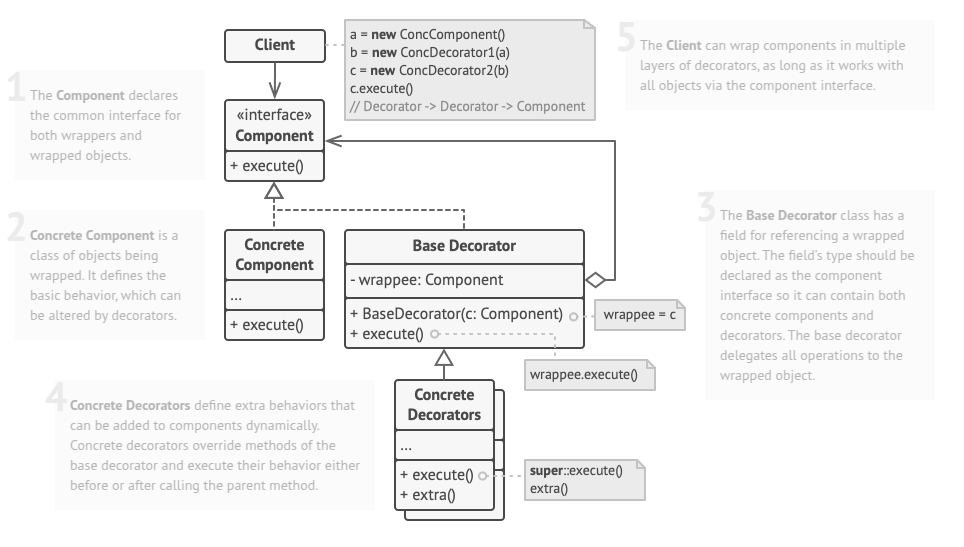 Client
a = new ConcComponent()
b = new ConcDecorator1(a)
c = new ConcDecorator2(b)
c.execute()
// Decorator -> Decorator -> Component
5
The Client can wrap components in multiple
layers of decorators, as long as it works with
all objects via the component interface.
1
The Component declares
the common interface for
both wrappers and
wrapped objects.
«interface»
Component
+ execute()
2
Concrete Component is a
class of objects being
wrapped. It defines the
basic behavior, which can
be altered by decorators.
Concrete
Component
...
+ execute()
Base Decorator
- wrappee: Component
+ BaseDecorator(c: Component)
+ execute()
wrappee = c
wrappee.execute()
3
The Base Decorator class has a
field for referencing a wrapped
object. The field's type should be
declared as the component
interface so it can contain both
concrete components and
decorators. The base decorator
delegates all operations to the
wrapped object.
4
Concrete Decorators define extra behaviors that
can be added to components dynamically.
Concrete decorators override methods of the
base decorator and execute their behavior either
before or after calling the parent method.
Concrete
Decorators
...
+ execute()
+ extra()
super::execute()
extra()